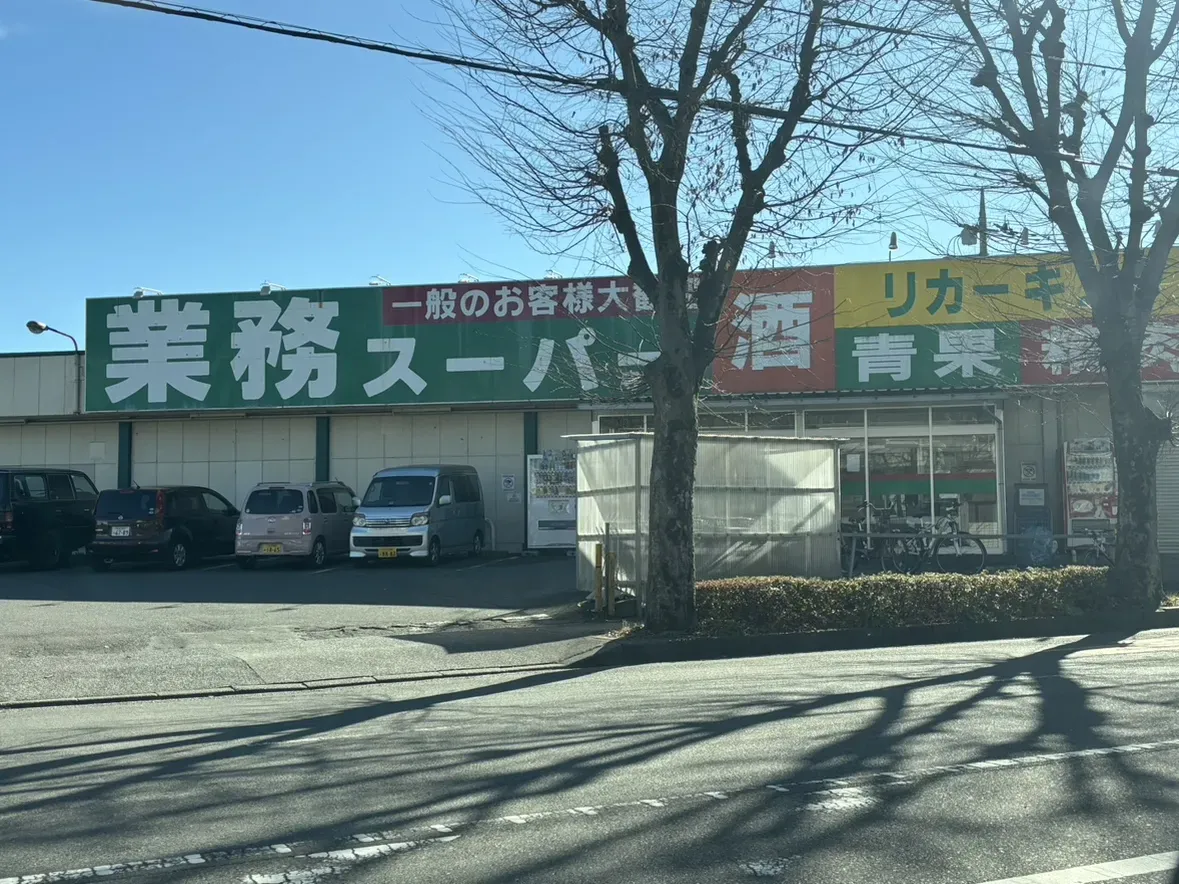 業務スーパー
一般のお客様大歓
酒
リカーキ
青果